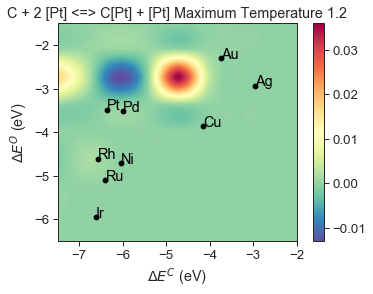 C + 2 [Pt] <=> C[Pt] + [Pt] Maximum Temperature 1.2
−2
−3
−4
−5
−6
ΔE^O (eV)
Au
Ag
Pt
Pd
Cu
Rh
Ni
Ru
Ir
−7
−6
−5
−4
−3
−2
ΔE^C (eV)
0.03
0.02
0.01
0.00
−0.01